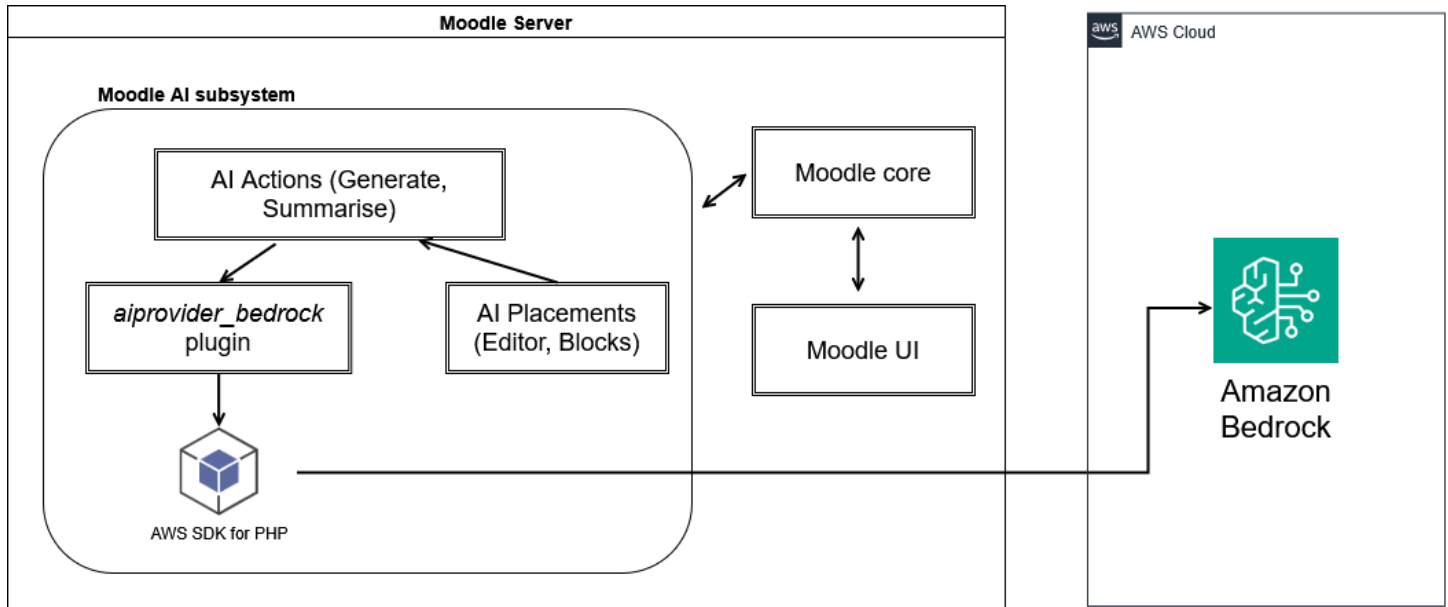 Moodle Server
aws
AWS Cloud
Moodle AI subsystem
AI Actions (Generate,
Summarise)
Moodle core
aiprovider_bedrock
plugin
AI Placements
(Editor, Blocks)
Moodle UI
Amazon
Bedrock
AWS SDK for PHP